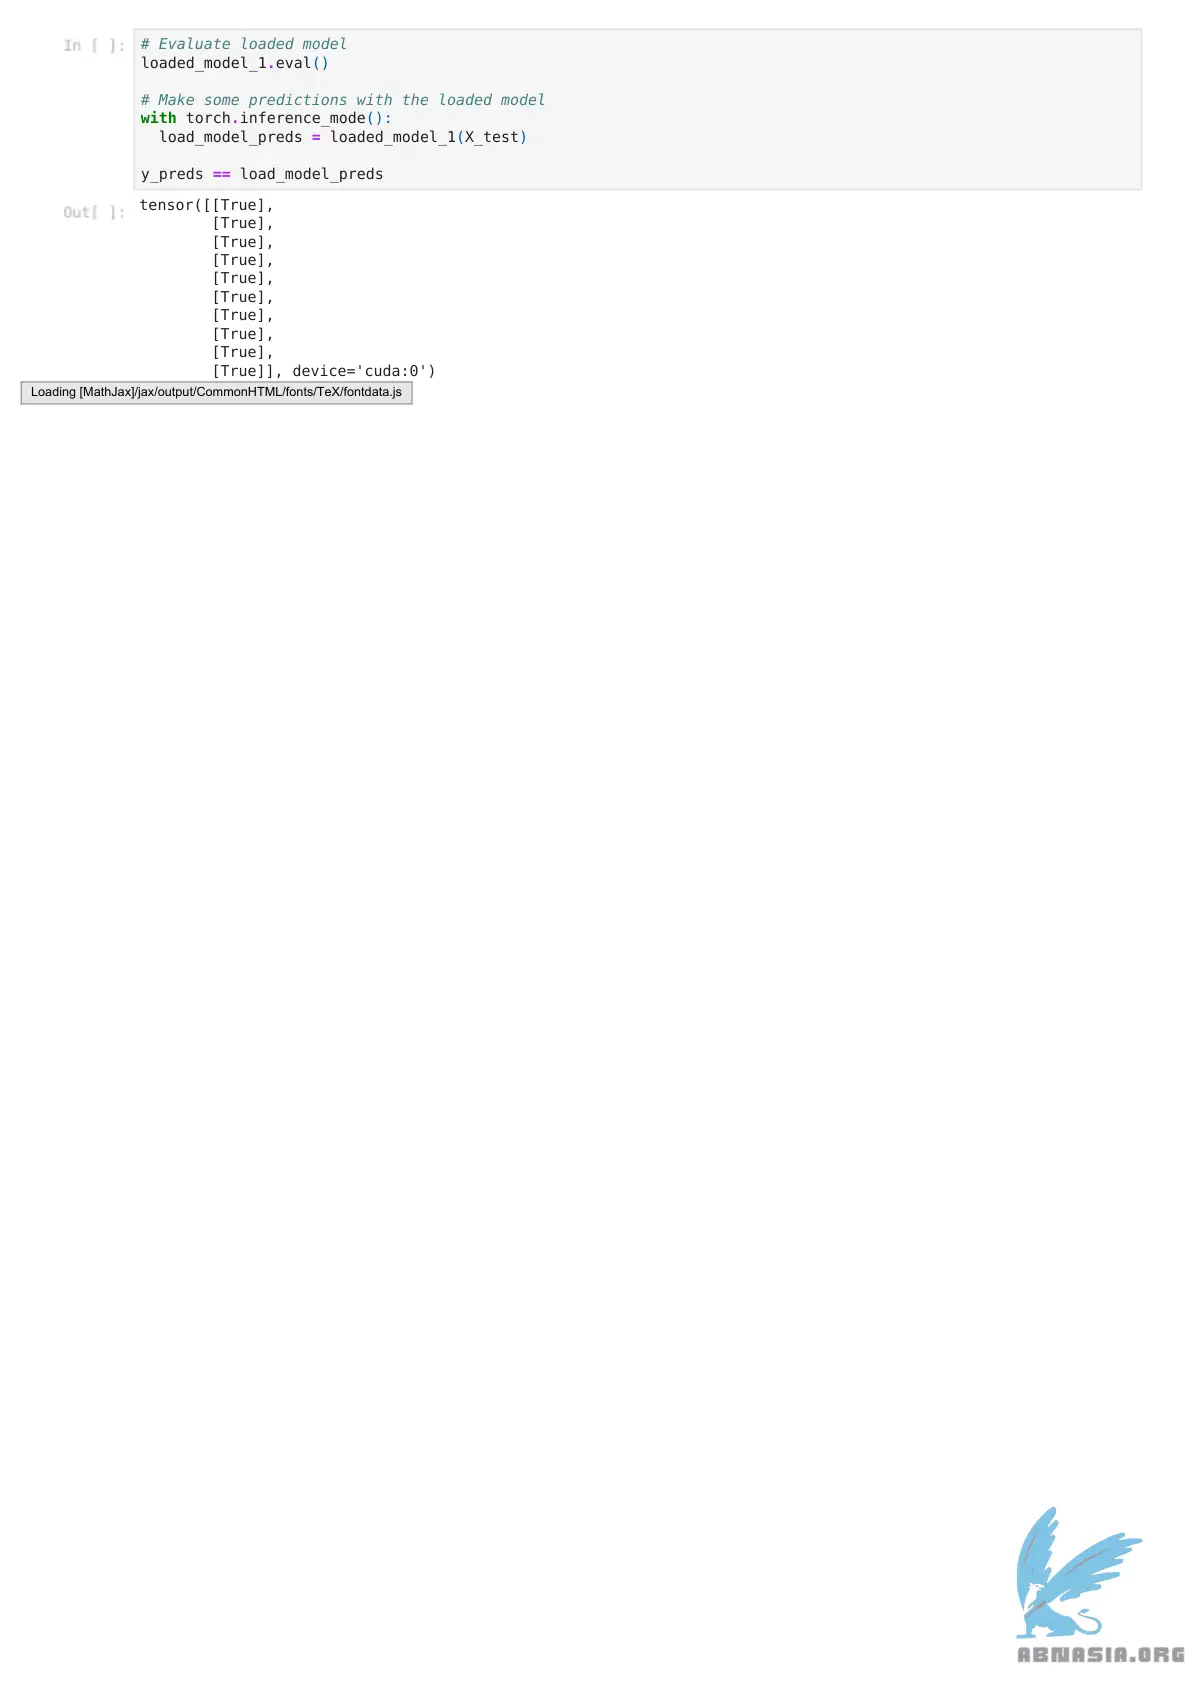 In [ ]:
# Evaluate loaded model
loaded_model_1.eval()

# Make some predictions with the loaded model
with torch.inference_mode():
  load_model_preds = loaded_model_1(X_test)

y_preds == load_model_preds
Out[ ]:
tensor([[True],
        [True],
        [True],
        [True],
        [True],
        [True],
        [True],
        [True],
        [True],
        [True]], device='cuda:0')
Loading [MathJax]/jax/output/CommonHTML/fonts/TeX/fontdata.js
ABNASIA.ORG